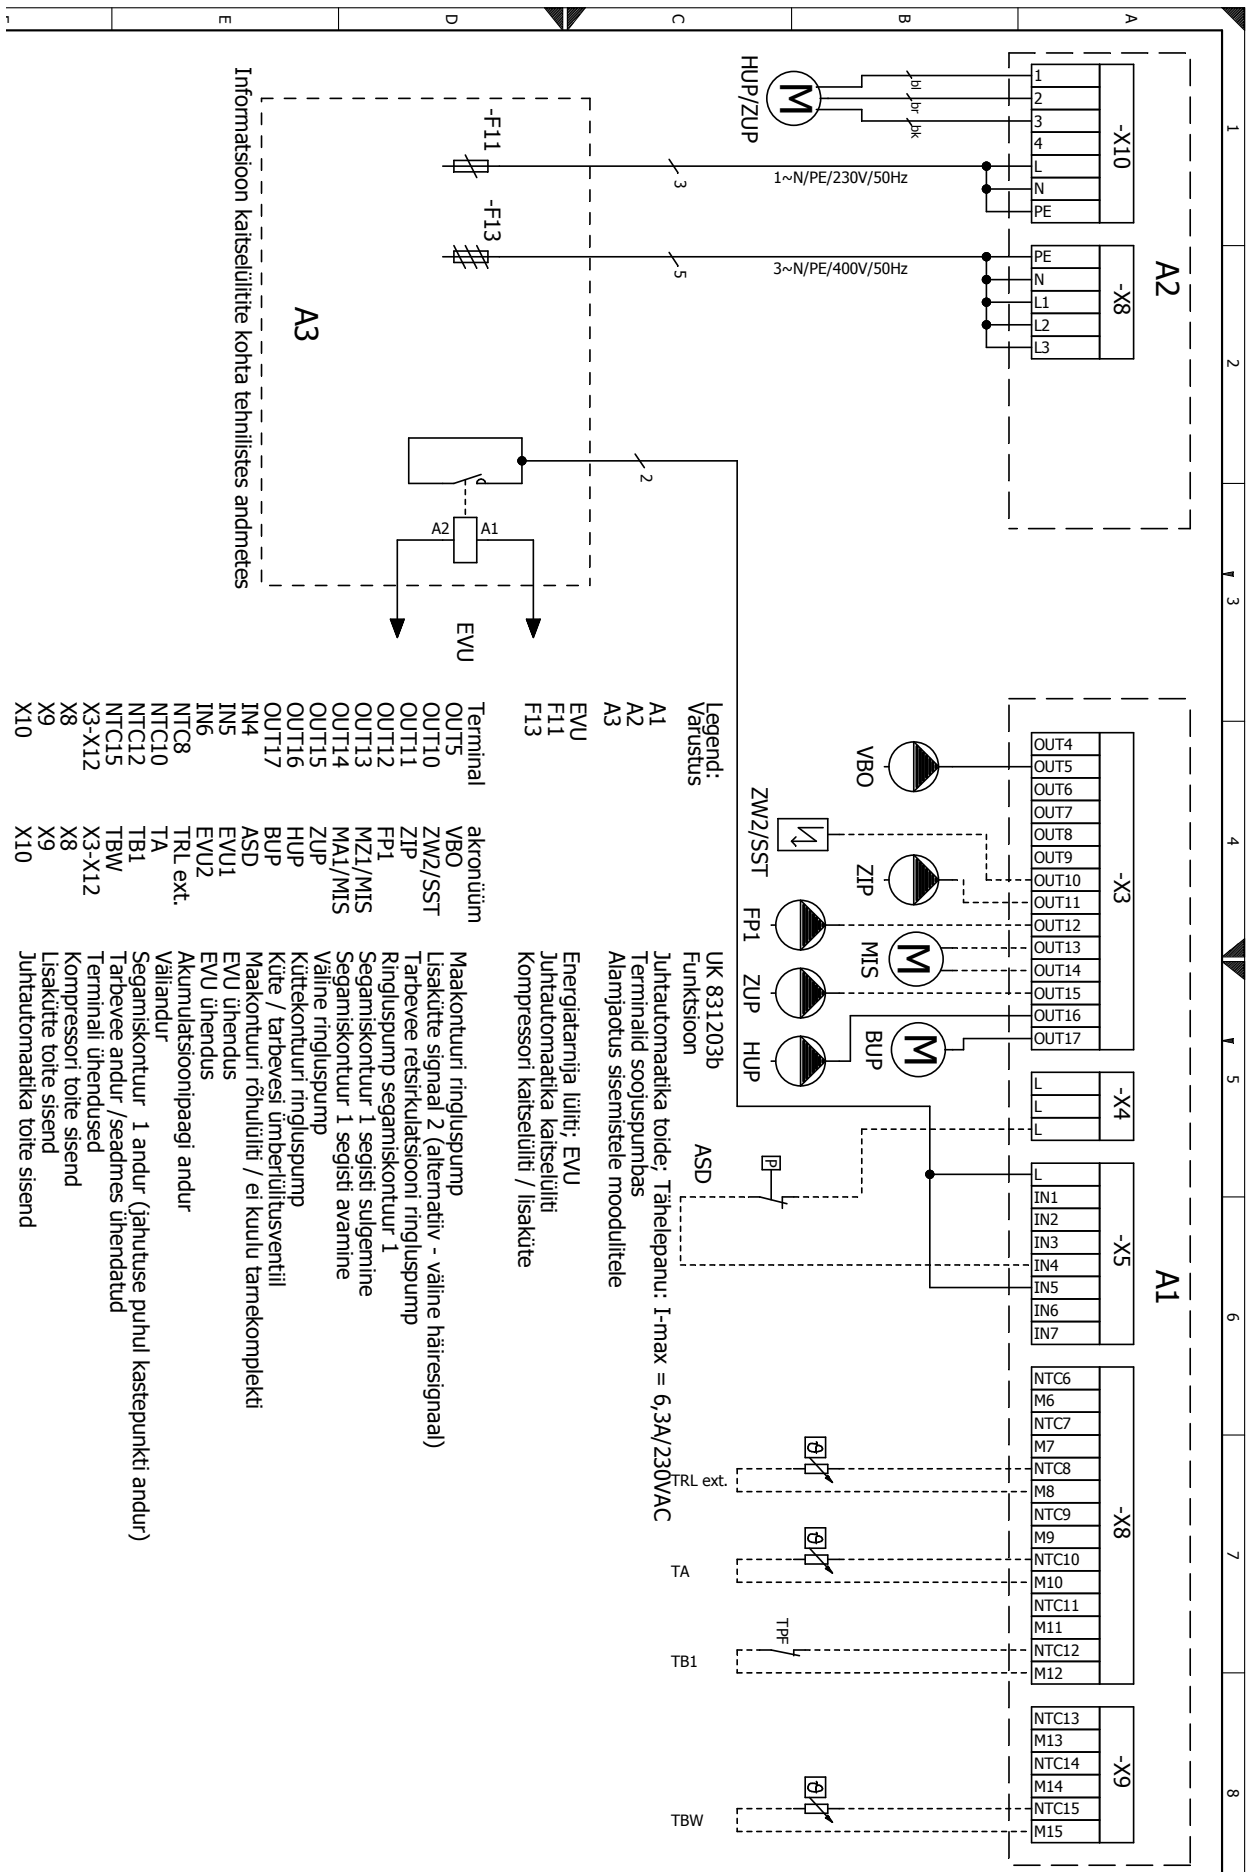 A
B
C
D
E
1
2
3
4
5
6
7
8
A2
-X10
1
2
3
4
L
N
PE
-X8
PE
N
L1
L2
L3
bl
br
bk
M
HUP/ZUP
1~N/PE/230V/50Hz
3
3~N/PE/400V/50Hz
5
2
-F11
-F13
A3
A2
A1
EVU
Informatsioon kaitselülitite kohta tehnilistes andmetes
A1
-X3
OUT4
OUT5
OUT6
OUT7
OUT8
OUT9
OUT10
OUT11
OUT12
OUT13
OUT14
OUT15
OUT16
OUT17
-X4
L
L
L
-X5
L
IN1
IN2
IN3
IN4
IN5
IN6
IN7
-X8
NTC6
M6
NTC7
M7
NTC8
M8
NTC9
M9
NTC10
M10
NTC11
M11
NTC12
M12
-X9
NTC13
M13
NTC14
M14
NTC15
M15
VBO
ZW2/SST
ZIP
FP1
M
MIS
ZUP
HUP
M
BUP
P
ASD
ϑ
TRL ext.
ϑ
TA
TPF
TB1
ϑ
TBW
Legend: UK 831203b
Varustus Funktsioon
A1 Juhtautomaatika toide; Tähelepanu: I-max = 6,3A/230VAC
A2 Terminalid soojuspumbas
A3 Alamjaotus sisemistele moodulitele
EVU Energiatarnija lüliti; EVU
F11 Juhtautomaatika kaitselüliti
F13 Kompressori kaitselüliti / lisaküte
Terminal akronüüm
OUT5 VBO Maakontuuri ringluspump
OUT10 ZW2/SST Lisakütte signaal 2 (alternatiiv - väline häiresignaal)
OUT11 ZIP Tarbevee retsirkulatsiooni ringluspump
OUT12 FP1 Ringluspump segamiskontuur 1
OUT13 MZ1/MIS Segamiskontuur 1 segisti sulgemine
OUT14 MA1/MIS Segamiskontuur 1 segisti avamine
OUT15 ZUP Väline ringluspump
OUT16 HUP Küttekontuuri ringluspump
OUT17 BUP Küte / tarbevesi ümberlülitusventiil
IN4 ASD Maakontuuri rõhulüliti / ei kuulu tarnekomplekti
IN5 EVU1 EVU ühendus
IN6 EVU2 EVU ühendus
NTC8 TRL ext. Akumulatsioonipaagi andur
NTC10 TA Väliandur
NTC12 TB1 Segamiskontuur 1 andur (jahutuse puhul kastepunkti andur)
NTC15 TBW Tarbevee andur /seadmes ühendatud
X3-X12 X3-X12 Terminali ühendused
X8 X8 Kompressori toite sisend
X9 X9 Lisakütte toite sisend
X10 X10 Juhtautomaatika toite sisend